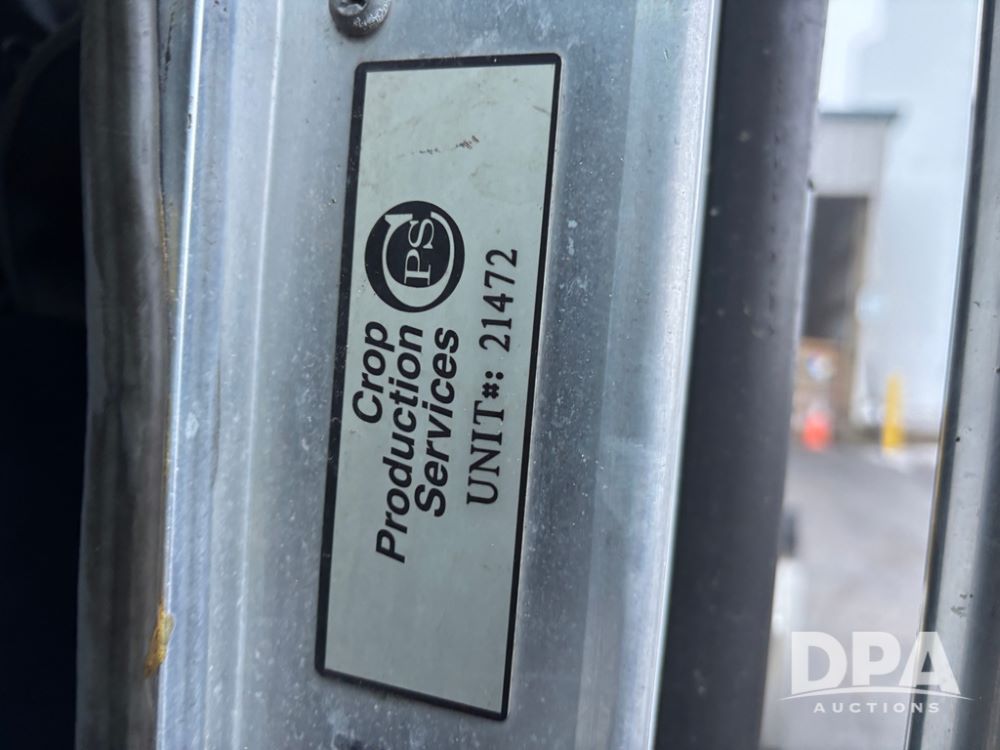 Crop
Production
Services
CPS
UNIT#: 21472
DPA
AUCTIONS